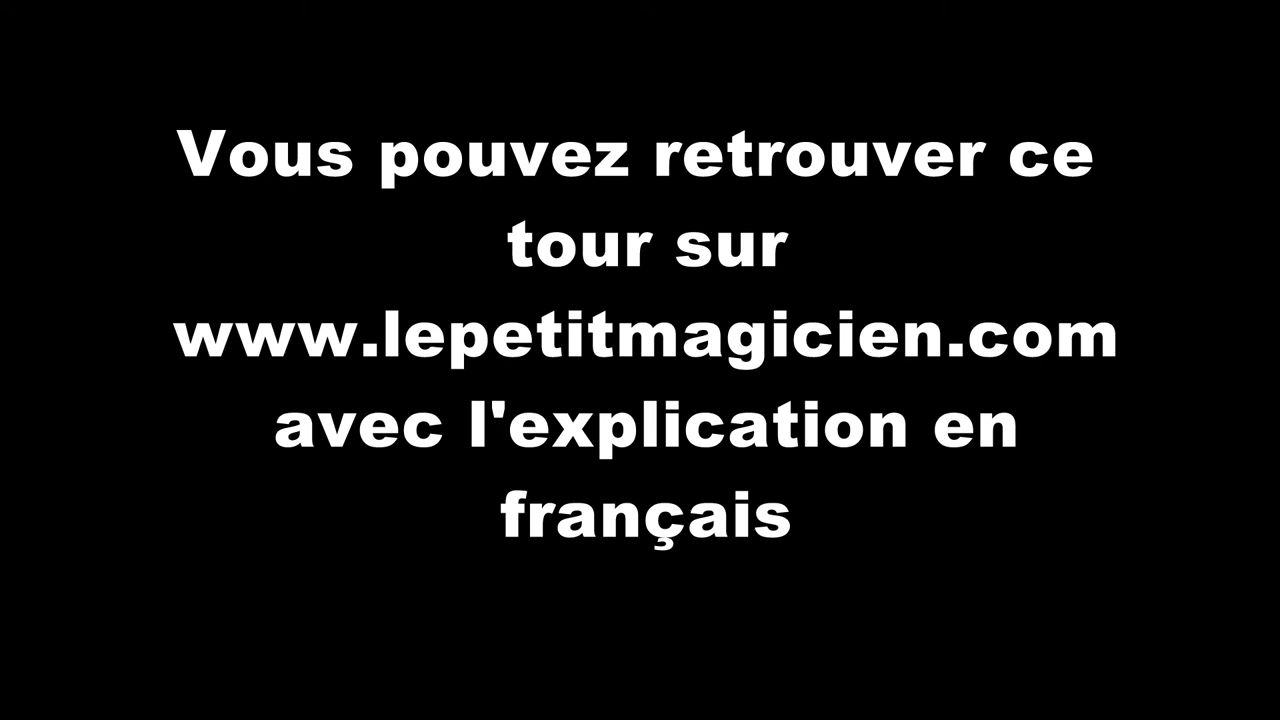 Vous pouvez retrouver ce
tour sur
www.lepetitmagicien.com
avec l'explication en
français